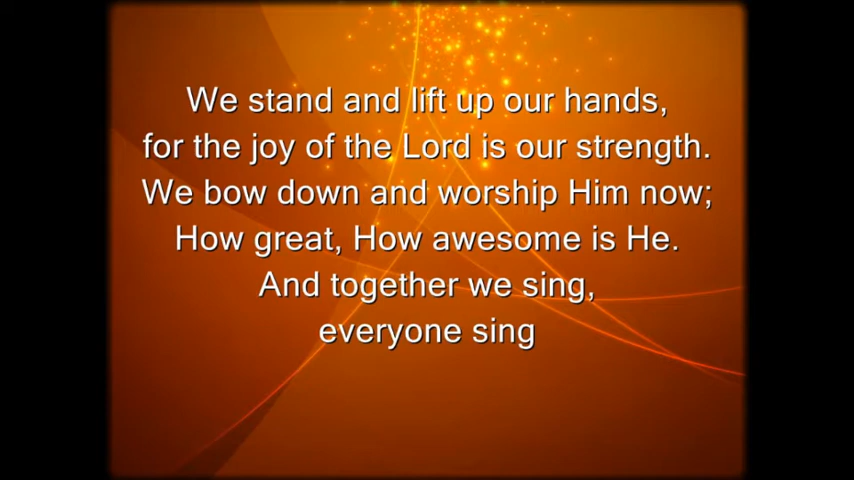 We stand and lift up our hands,
for the joy of the Lord is our strength.
We bow down and worship Him now;
How great, How awesome is He.
And together we sing,
everyone sing